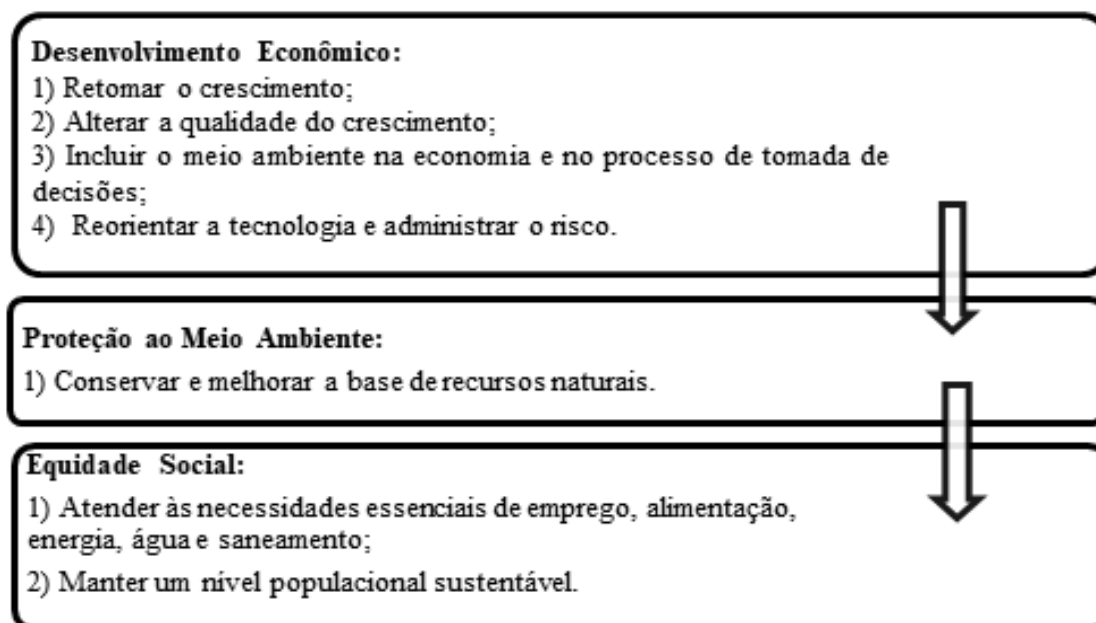 Desenvolvimento Econômico:
1) Retomar o crescimento;
2) Alterar a qualidade do crescimento;
3) Incluir o meio ambiente na economia e no processo de tomada de
decisões;
4) Reorientar a tecnologia e administrar o risco.
Proteção ao Meio Ambiente:
1) Conservar e melhorar a base de recursos naturais.
Equidade Social:
1) Atender às necessidades essenciais de emprego, alimentação,
energia, água e saneamento;
2) Manter um nível populacional sustentável.